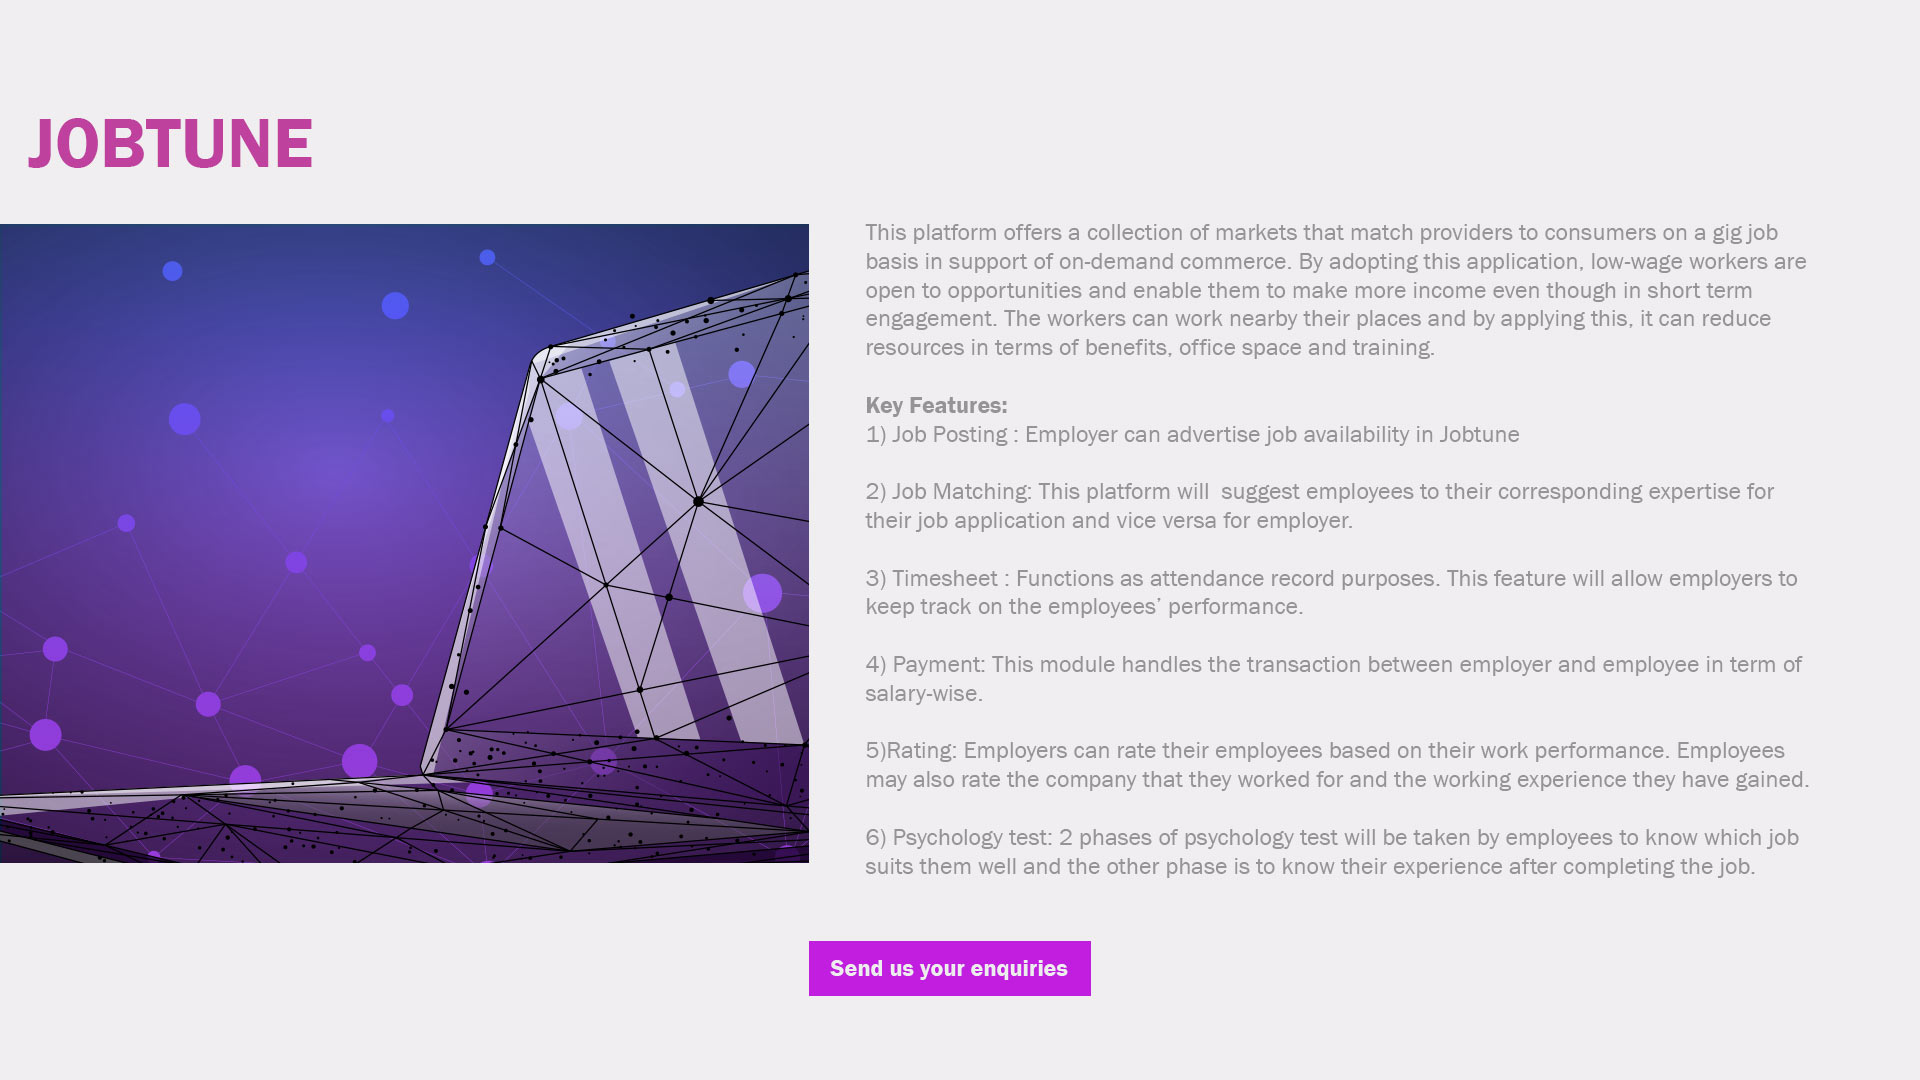 JOBTUNE
This platform offers a collection of markets that match providers to consumers on a gig job
basis in support of on-demand commerce. By adopting this application, low-wage workers are
open to opportunities and enable them to make more income even though in short term
engagement. The workers can work nearby their places and by applying this, it can reduce
resources in terms of benefits, office space and training.
Key Features:
1) Job Posting : Employer can advertise job availability in Jobtune
2) Job Matching: This platform will  suggest employees to their corresponding expertise for
their job application and vice versa for employer.
3) Timesheet : Functions as attendance record purposes. This feature will allow employers to
keep track on the employees’ performance.
4) Payment: This module handles the transaction between employer and employee in term of
salary-wise.
5)Rating: Employers can rate their employees based on their work performance. Employees
may also rate the company that they worked for and the working experience they have gained.
6) Psychology test: 2 phases of psychology test will be taken by employees to know which job
suits them well and the other phase is to know their experience after completing the job.
Send us your enquiries